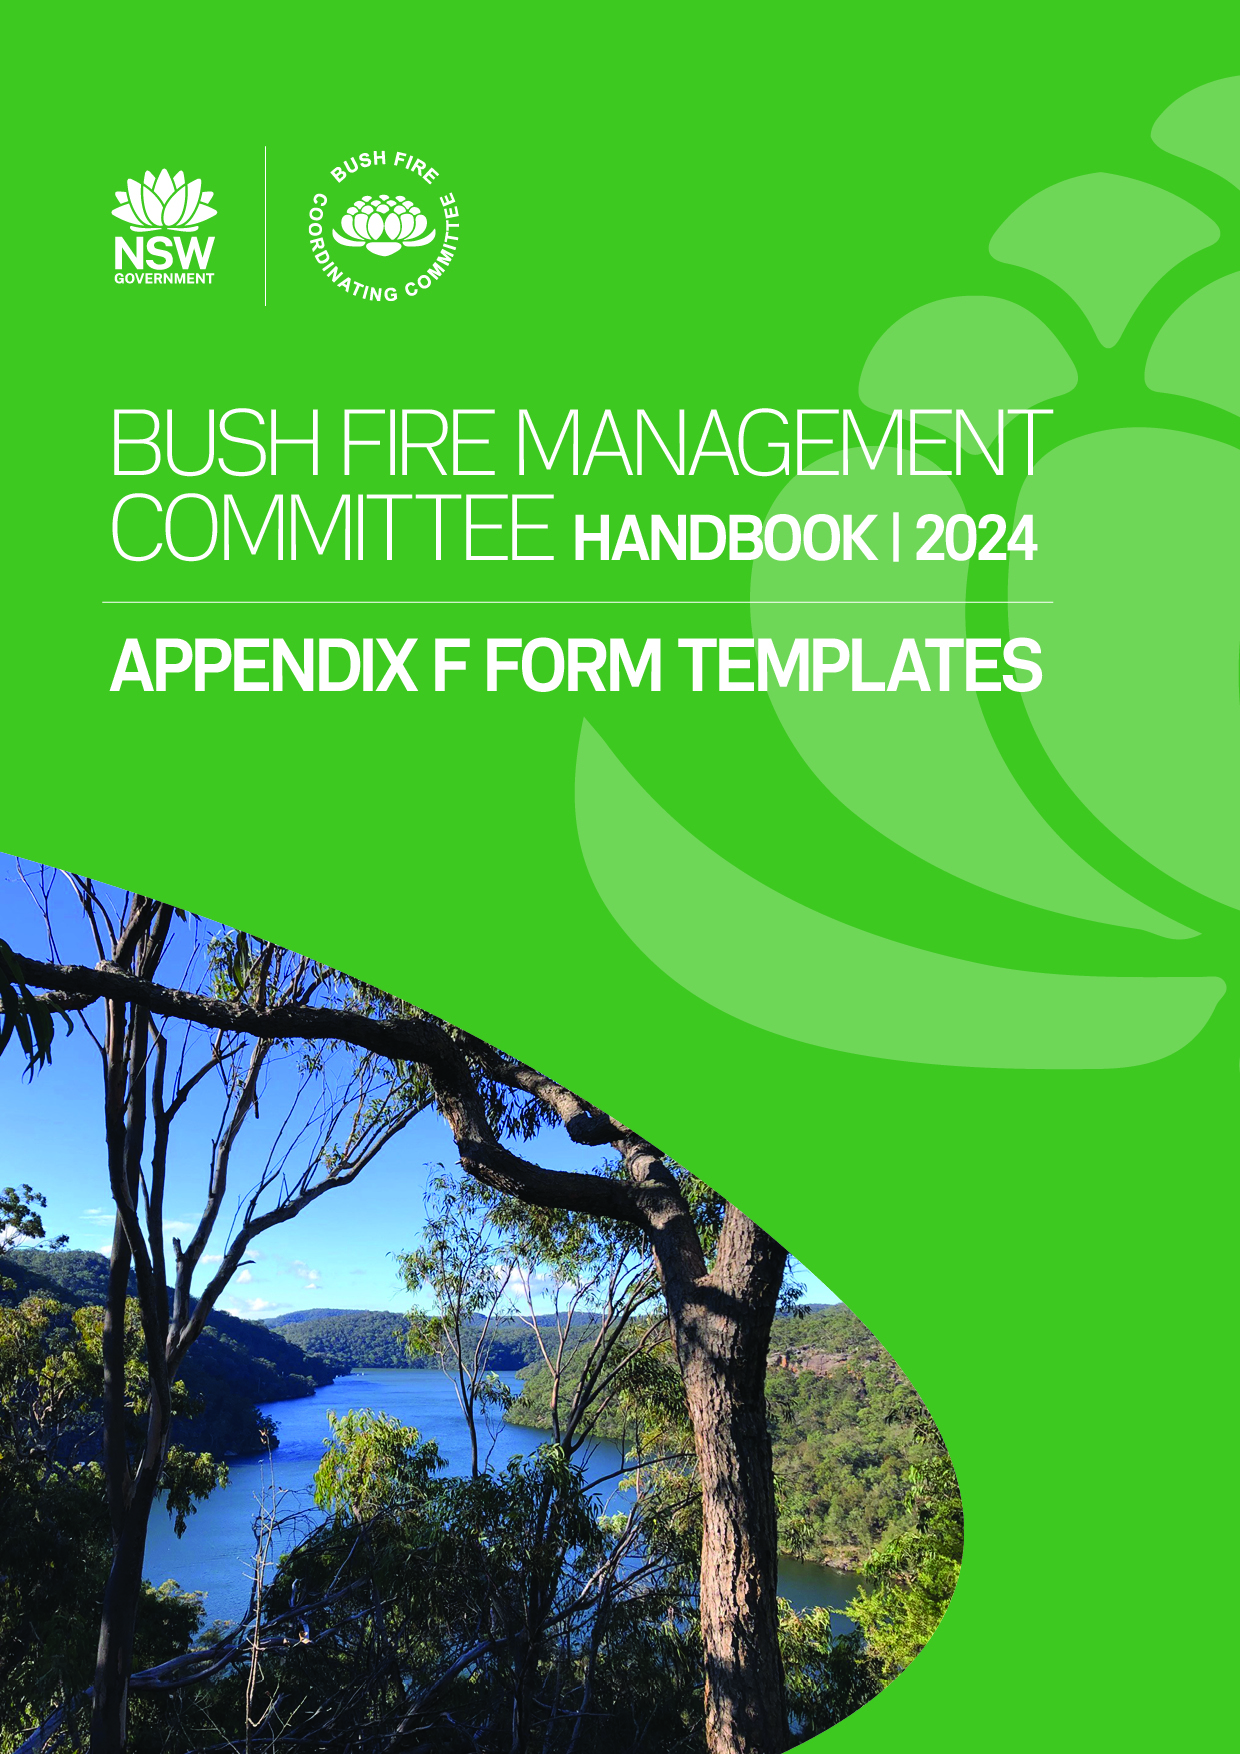 NSW
GOVERNMENT
BUSH FIRE
COORDINATING COMMITTEE
BUSH FIRE MANAGEMENT
COMMITTEE HANDBOOK | 2024
APPENDIX F FORM TEMPLATES